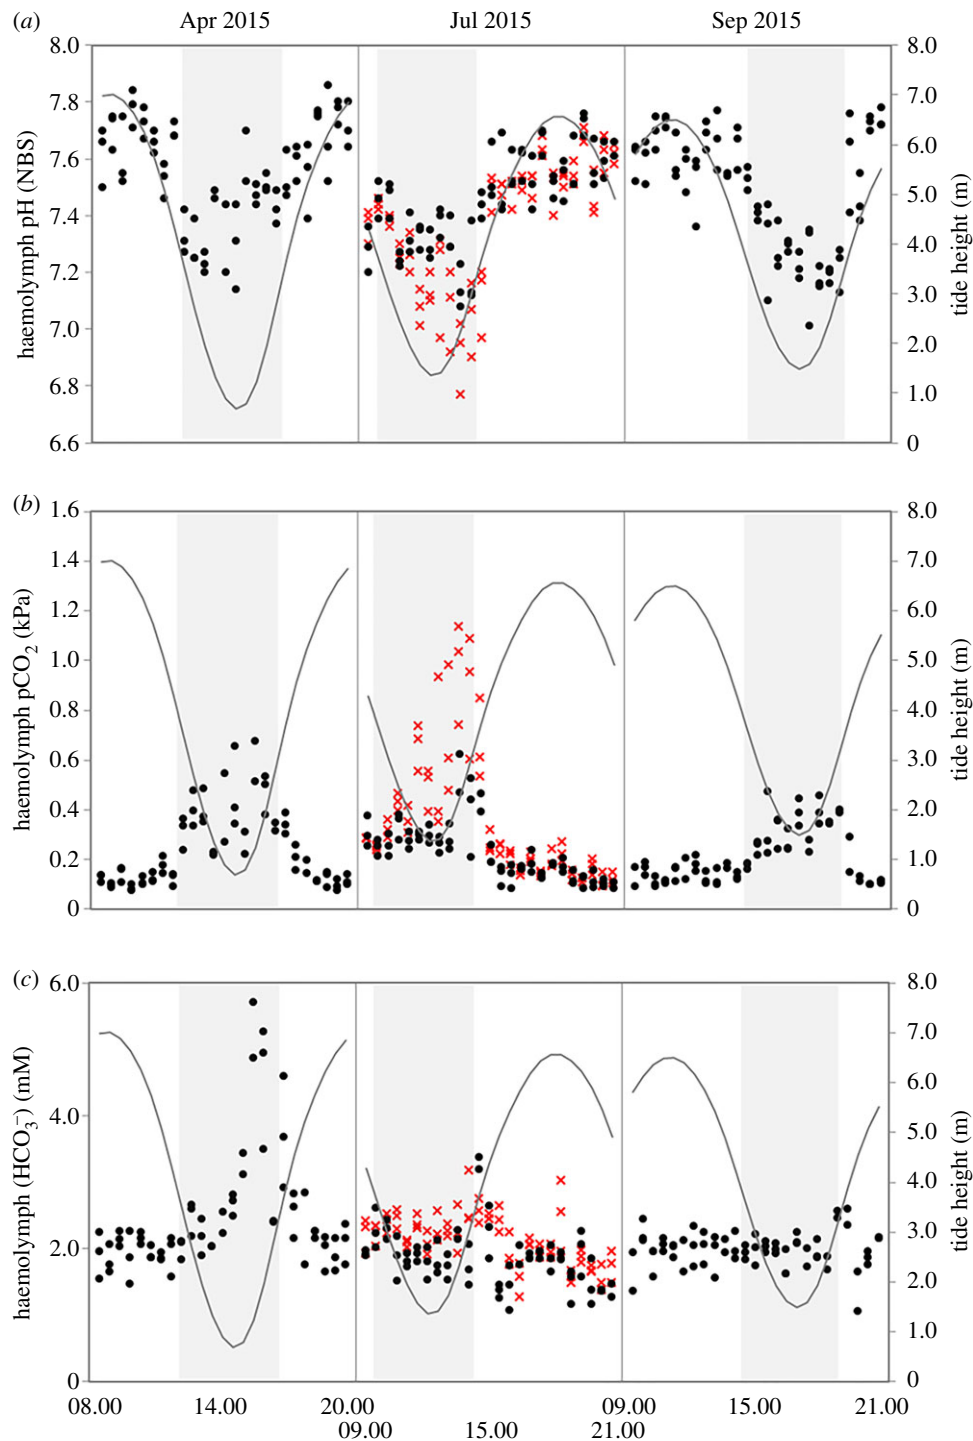 (a) Apr 2015 Jul 2015 Sep 2015
8.0 8.0
7.8 7.0
7.6 6.0
7.4 5.0
7.2 4.0
7.0 3.0
6.8 2.0
6.6 1.0
0
haemolymph pH (NBS)
tide height (m)
(b)
1.6 8.0
1.4 7.0
1.2 6.0
1.0 5.0
0.8 4.0
0.6 3.0
0.4 2.0
0.2 1.0
0 0
haemolymph pCO₂ (kPa)
tide height (m)
(c)
6.0 8.0
7.0
4.0 6.0
5.0
4.0
2.0 3.0
2.0
1.0
0 0
haemolymph (HCO₃⁻) (mM)
tide height (m)
08.00 14.00 20.00 09.00 15.00 21.00
09.00 15.00 21.00